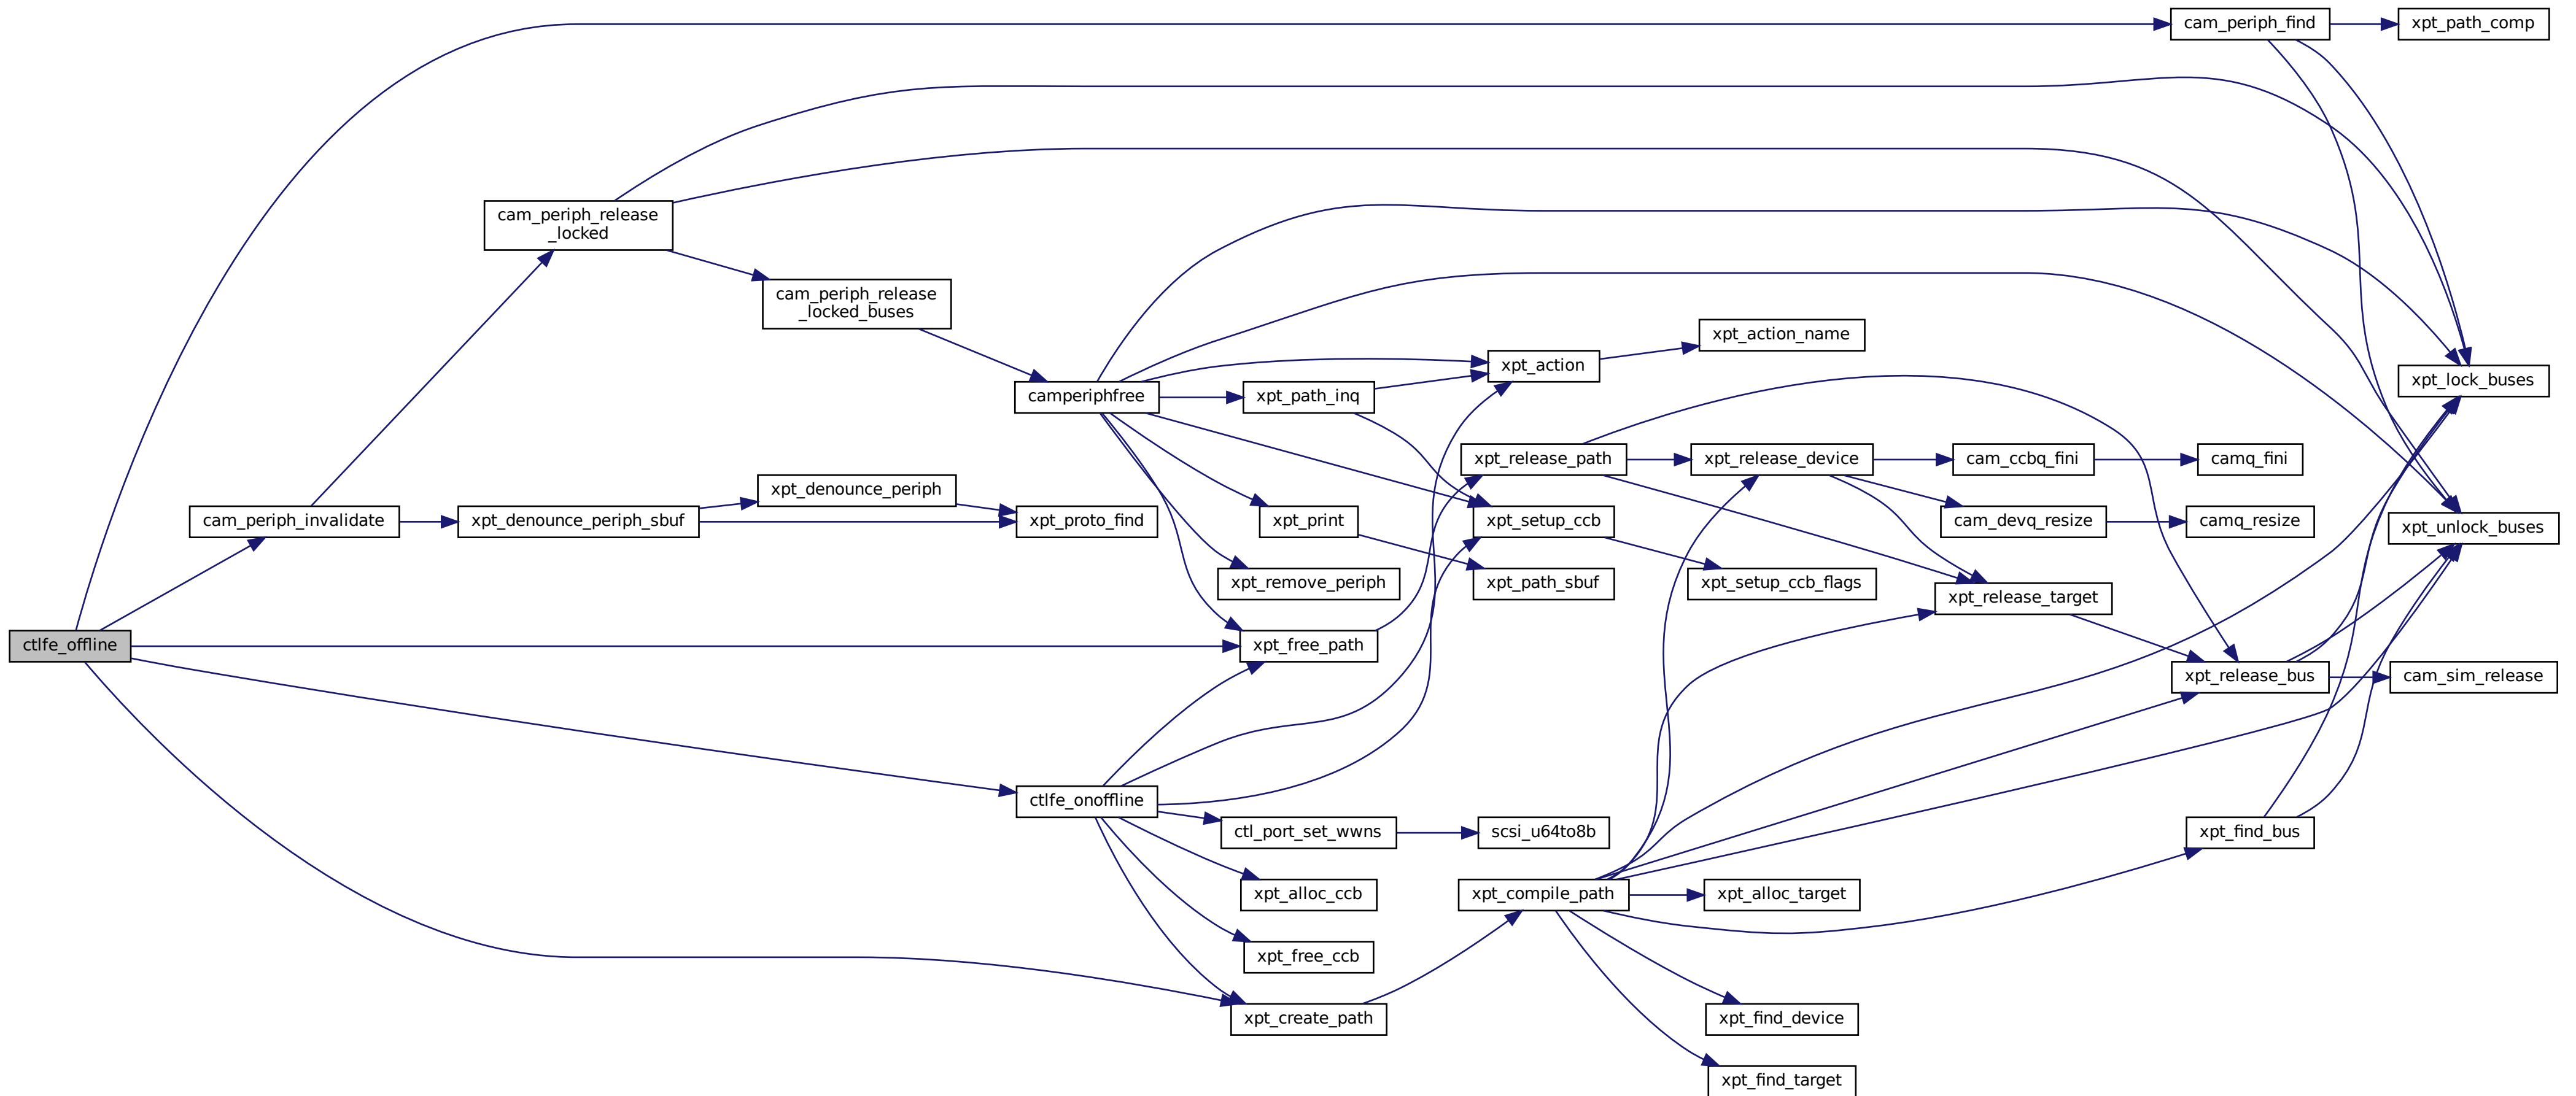 cam_periph_find
xpt_path_comp
cam_periph_release
_locked
cam_periph_release
_locked_buses
xpt_action_name
xpt_action
xpt_lock_buses
camperiphfree
xpt_path_inq
xpt_release_path
xpt_release_device
cam_ccbq_fini
camq_fini
xpt_denounce_periph
cam_periph_invalidate
xpt_denounce_periph_sbuf
xpt_proto_find
xpt_print
xpt_setup_ccb
cam_devq_resize
camq_resize
xpt_unlock_buses
xpt_remove_periph
xpt_path_sbuf
xpt_setup_ccb_flags
xpt_release_target
ctlfe_offline
xpt_free_path
xpt_release_bus
cam_sim_release
ctlfe_onoffline
ctl_port_set_wwns
scsi_u64to8b
xpt_find_bus
xpt_alloc_ccb
xpt_compile_path
xpt_alloc_target
xpt_free_ccb
xpt_create_path
xpt_find_device
xpt_find_target